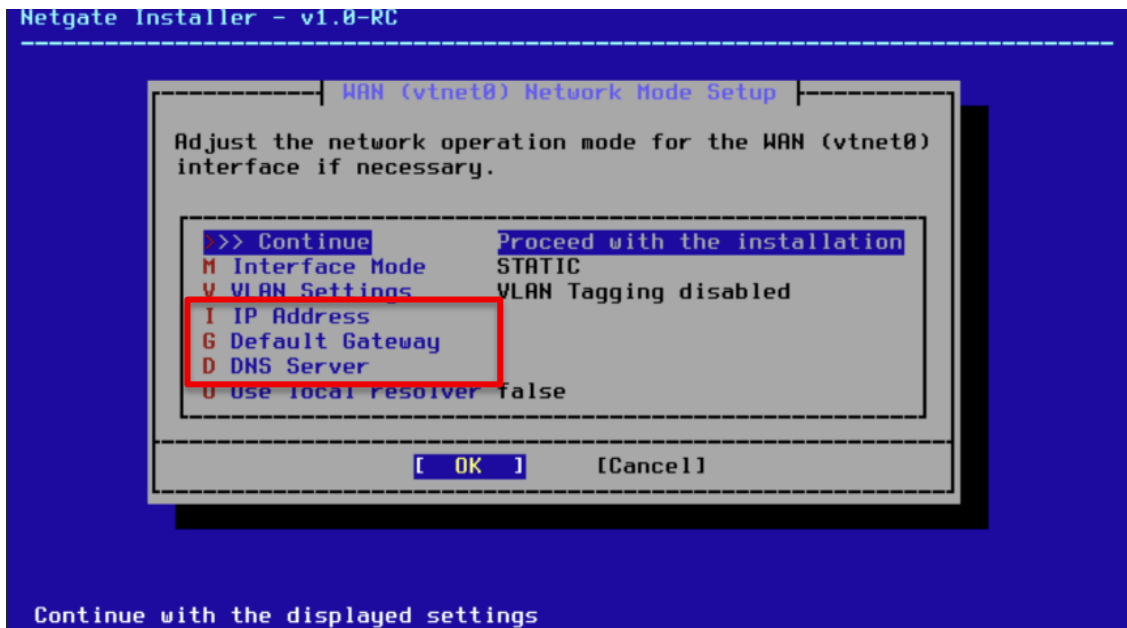 Netgate Installer - v1.0-RC
WAN (vtnet0) Network Mode Setup
Adjust the network operation mode for the WAN (vtnet0)
interface if necessary.
>>> Continue Proceed with the installation
M Interface Mode STATIC
V VLAN Settings VLAN Tagging disabled
I IP Address
G Default Gateway
D DNS Server
U Use local resolver false
[ OK ] [Cancel]
Continue with the displayed settings